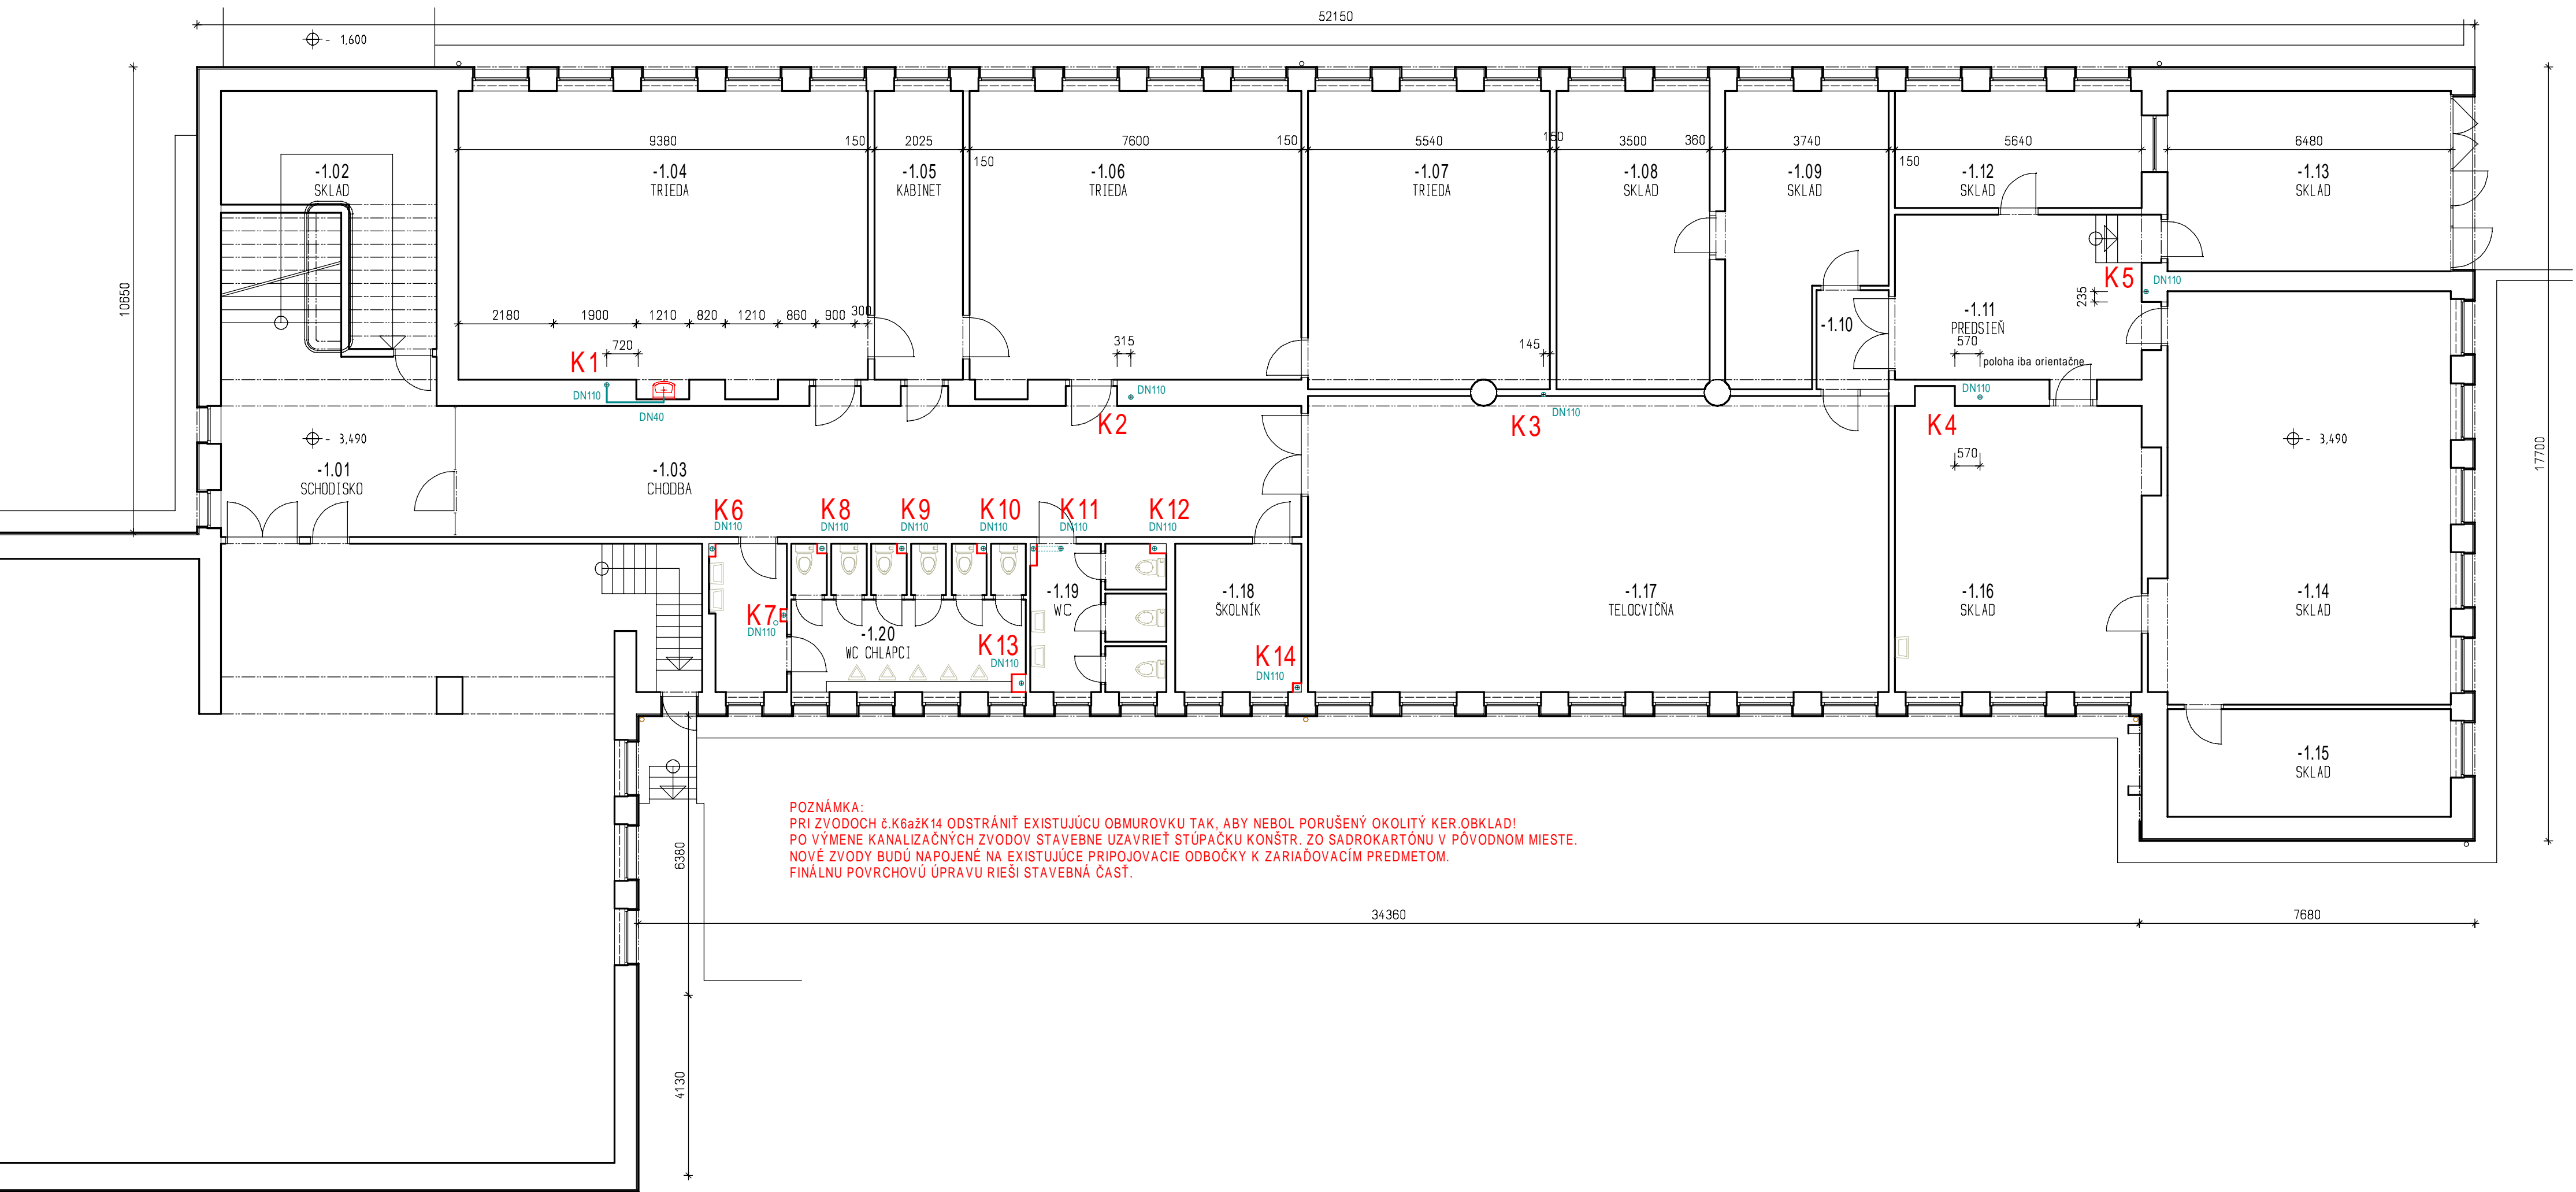 52150
- 1,600
9380
150
2025
150
7600
150
5540
150
3500
360
3740
150
5640
6480
-1.02
SKLAD
-1.04
TRIEDA
-1.05
KABINET
-1.06
TRIEDA
-1.07
TRIEDA
-1.08
SKLAD
-1.09
SKLAD
-1.12
SKLAD
-1.13
SKLAD
10650
2180
1900
1210
820
1210
860
900
300
720
K1
DN110
DN40
315
DN110
K2
145
DN110
K3
-1.10
-1.11
PREDSIEŇ
K5
DN110
235
570
poloha iba orientačne
DN110
K4
570
- 3,490
-1.01
SCHODISKO
-1.03
CHODBA
- 3,490
17700
K6
DN110
K8
DN110
K9
DN110
K10
DN110
K11
DN110
K12
DN110
K7
DN110
-1.20
WC CHLAPCI
K13
DN110
-1.19
WC
-1.18
ŠKOLNÍK
K14
DN110
-1.17
TELOCVIČŇA
-1.16
SKLAD
-1.14
SKLAD
-1.15
SKLAD
POZNÁMKA:
PRI ZVODOCH č.K6ažK14 ODSTRÁNIŤ EXISTUJÚCU OBMUROVKU TAK, ABY NEBOL PORUŠENÝ OKOLITÝ KER.OBKLAD!
PO VÝMENE KANALIZAČNÝCH ZVODOV STAVEBNE UZAVRIEŤ STÚPAČKU KONŠTR. ZO SADROKARTÓNU V PÔVODNOM MIESTE.
NOVÉ ZVODY BUDÚ NAPOJENÉ NA EXISTUJÚCE PRIPOJOVACIE ODBOČKY K ZARIAĎOVACÍM PREDMETOM.
FINÁLNU POVRCHOVÚ ÚPRAVU RIEŠI STAVEBNÁ ČASŤ.
6380
34360
7680
4130